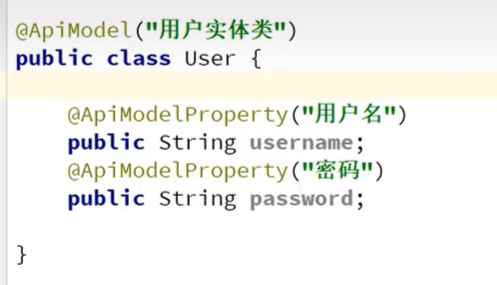 @ApiModel("用户实体类")
public class User {
@ApiModelProperty("用户名")
public String username;
@ApiModelProperty("密码")
public String password;
}